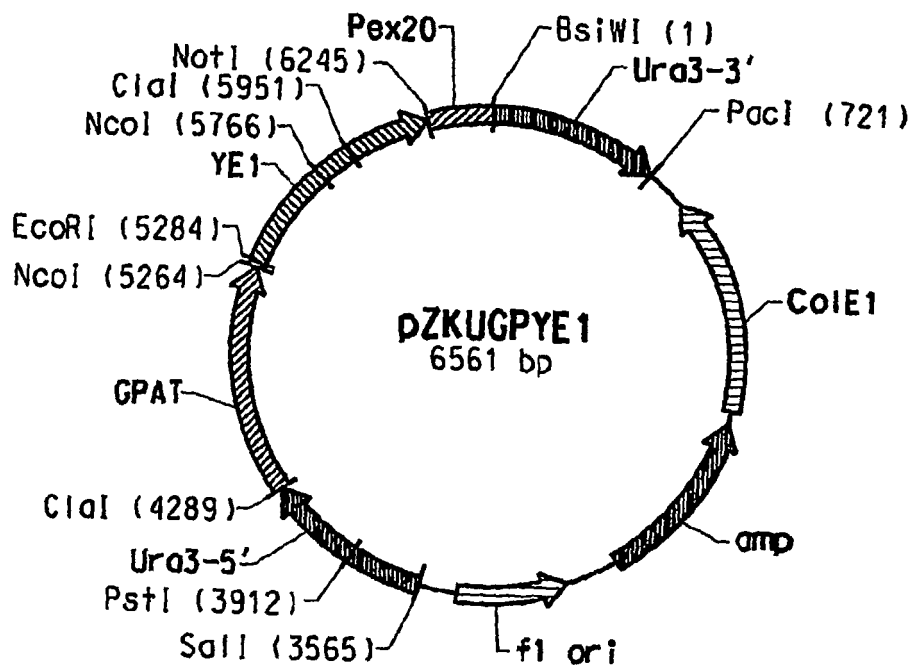 Pex20
BsiWI (1)
NotI (6245)
Ura3-3'
ClaI (5951)
PacI (721)
NcoI (5766)
YE1
EcoRI (5284)
NcoI (5264)
pZKUGPYE1
6561 bp
ColE1
GPAT
ClaI (4289)
Ura3-5'
amp
PstI (3912)
SalI (3565)
f1 ori